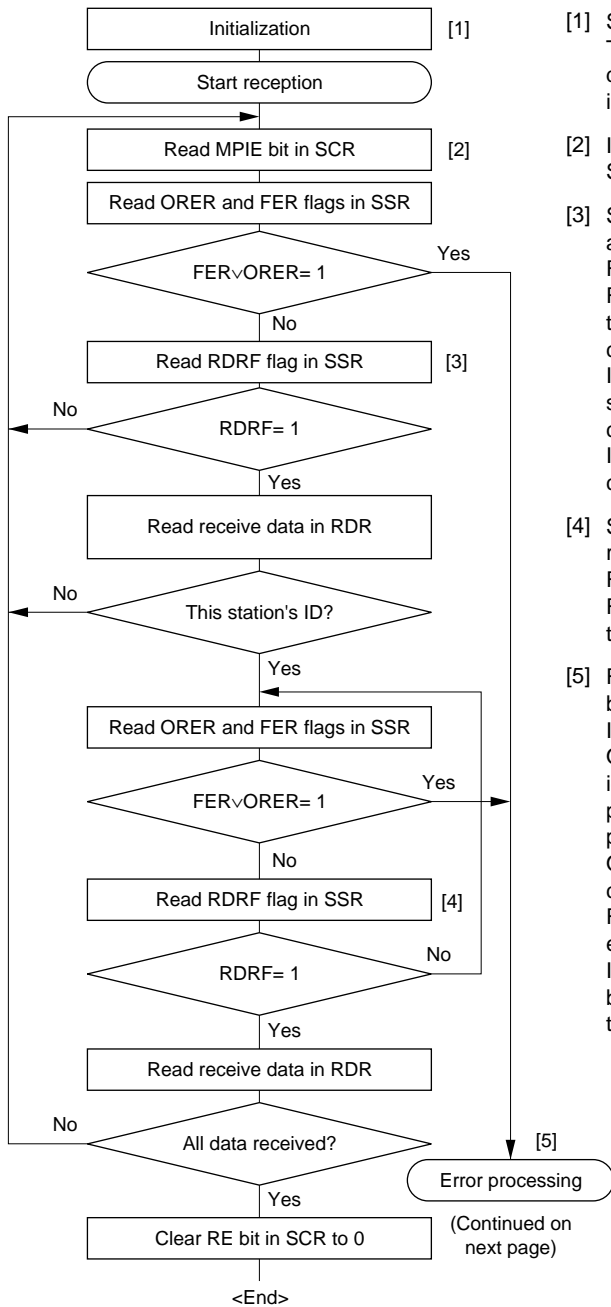 Initialization [1]
Start reception
Read MPIE bit in SCR [2]
Read ORER and FER flags in SSR
FER∨ORER= 1
Yes
No
Read RDRF flag in SSR [3]
No
RDRF= 1
Yes
Read receive data in RDR
No
This station's ID?
Yes
Read ORER and FER flags in SSR
FER∨ORER= 1
Yes
No
Read RDRF flag in SSR [4]
No
RDRF= 1
Yes
Read receive data in RDR
No
All data received?
[5]
Yes
Error processing
Clear RE bit in SCR to 0
(Continued on
next page)
<End>
[1]
[2]
[3]
[4]
[5]